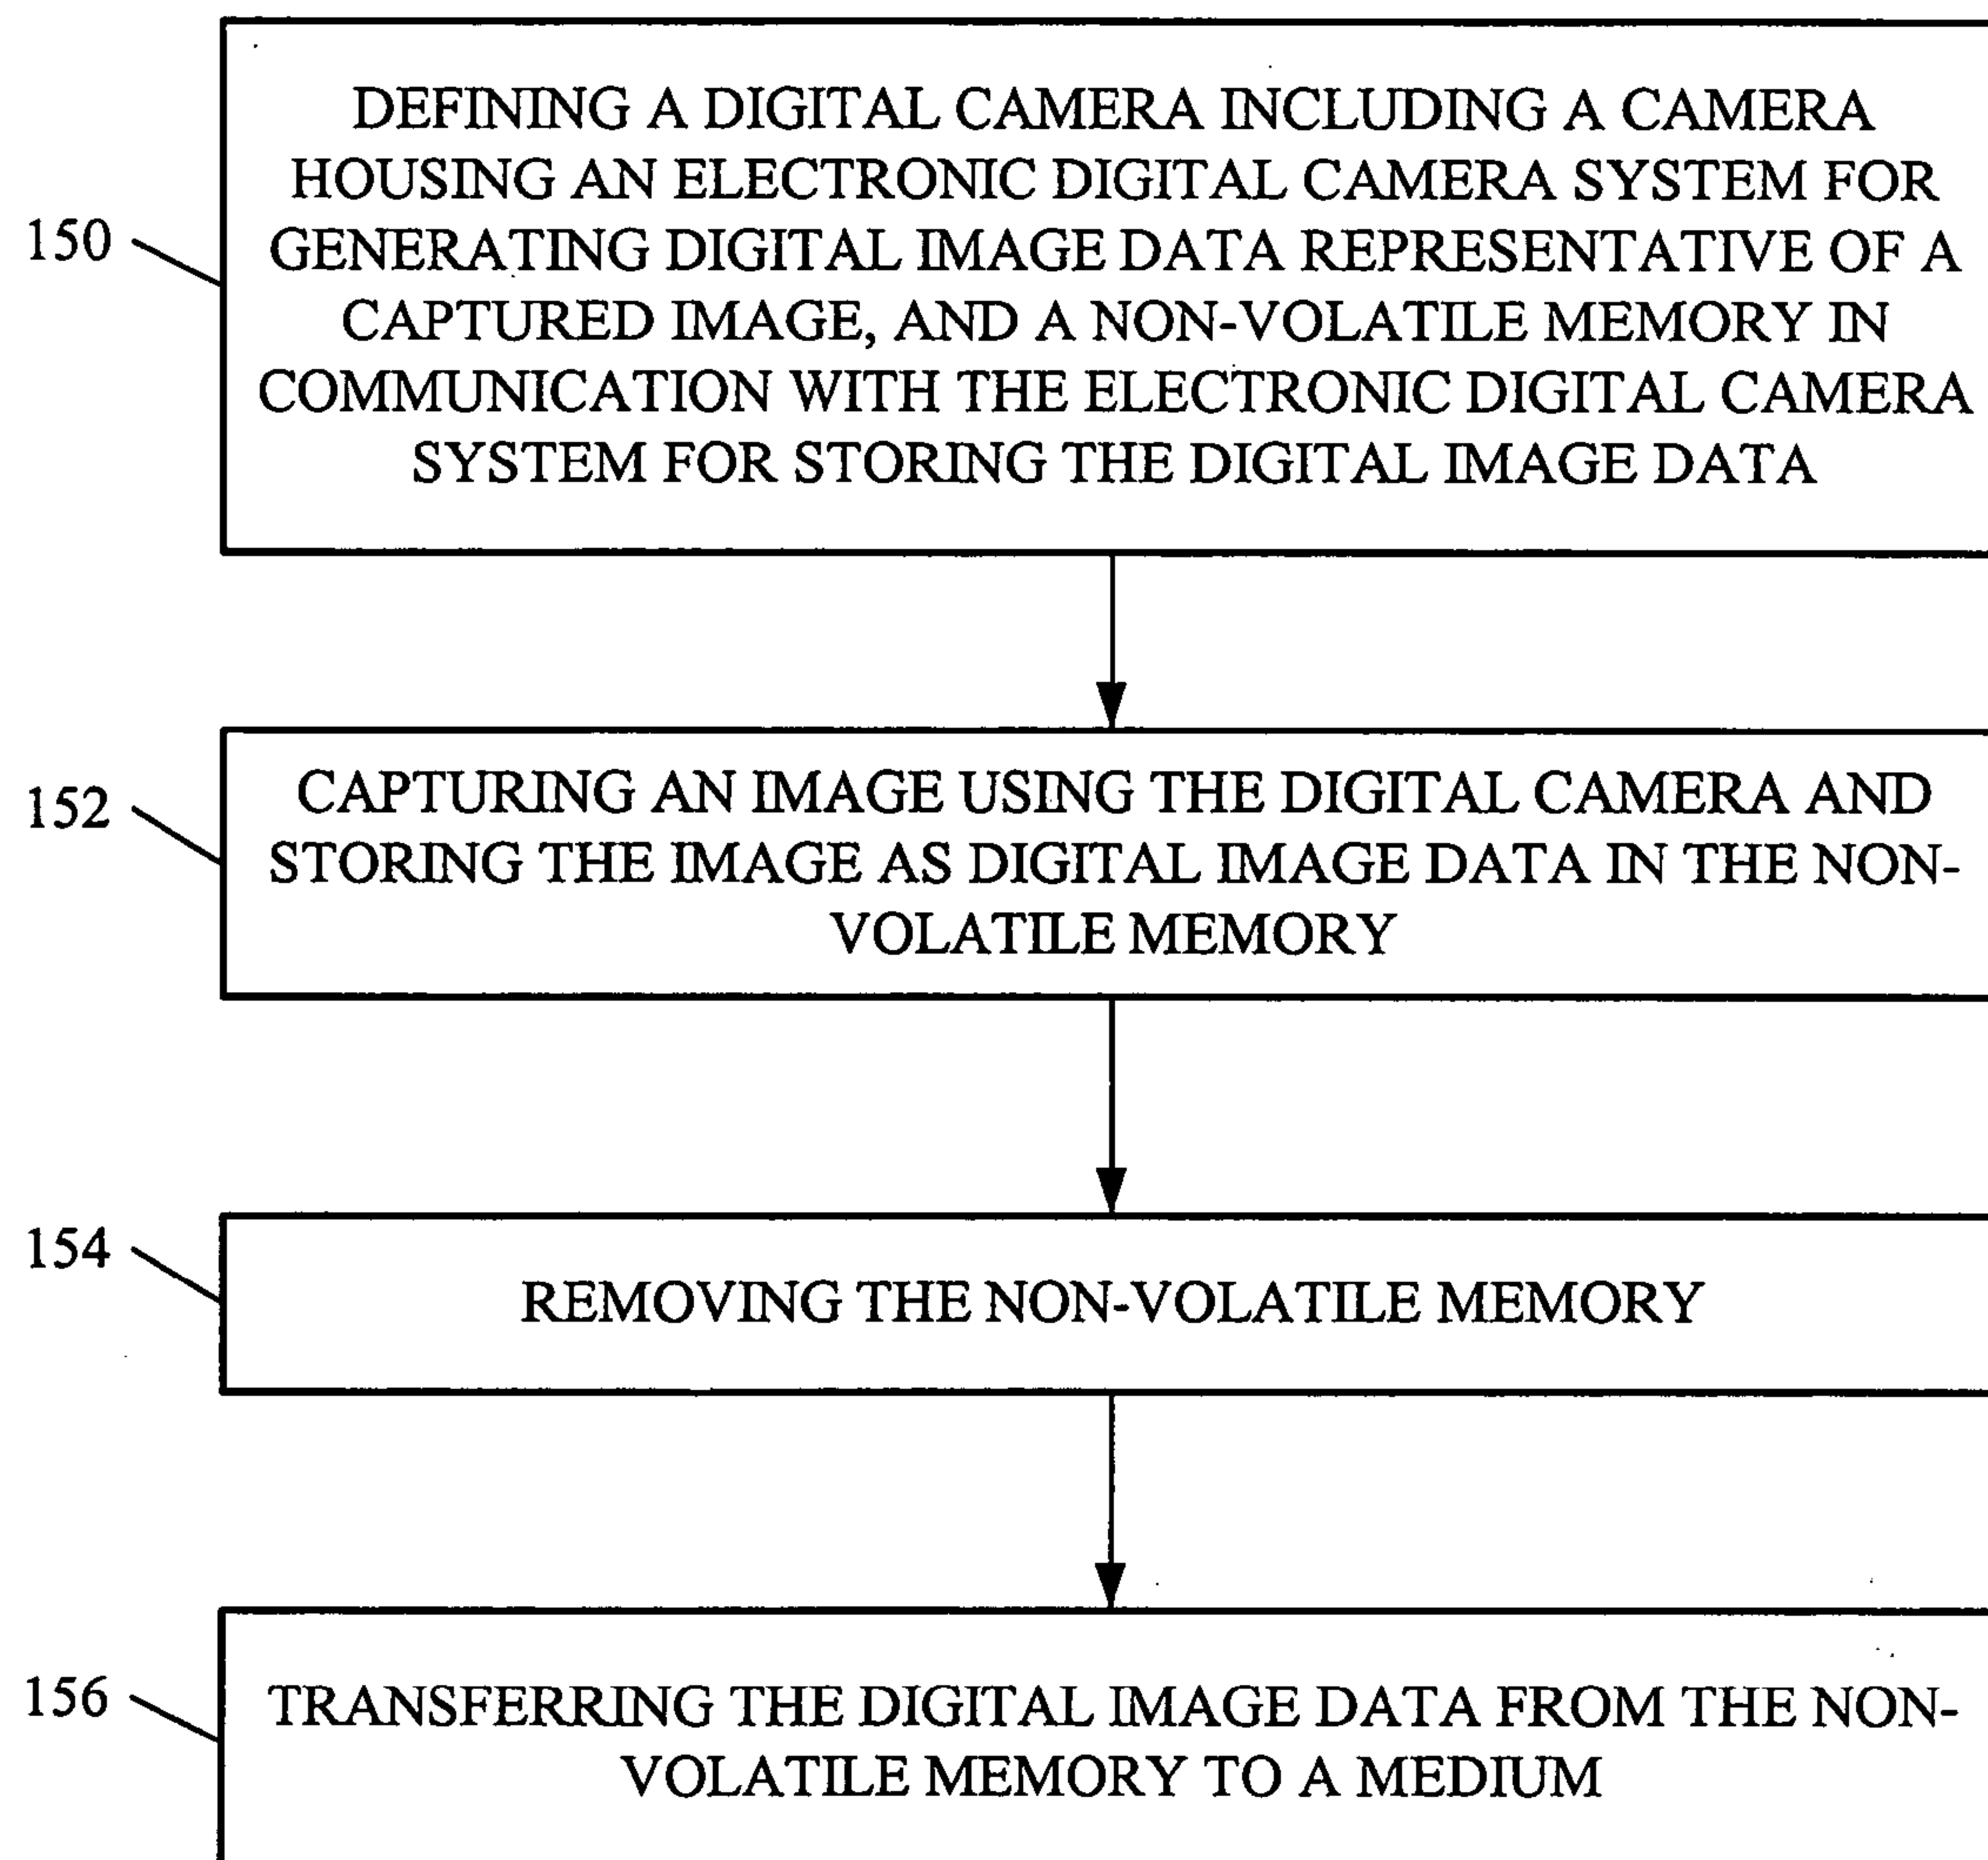 DEFINING A DIGITAL CAMERA INCLUDING A CAMERA
HOUSING AN ELECTRONIC DIGITAL CAMERA SYSTEM FOR
150
GENERATING DIGITAL IMAGE DATA REPRESENTATIVE OF A
CAPTURED IMAGE, AND A NON-VOLATILE MEMORY IN
COMMUNICATION WITH THE ELECTRONIC DIGITAL CAMERA
SYSTEM FOR STORING THE DIGITAL IMAGE DATA
152
CAPTURING AN IMAGE USING THE DIGITAL CAMERA AND
STORING THE IMAGE AS DIGITAL IMAGE DATA IN THE NON-
VOLATILE MEMORY
154
REMOVING THE NON-VOLATILE MEMORY
156
TRANSFERRING THE DIGITAL IMAGE DATA FROM THE NON-
VOLATILE MEMORY TO A MEDIUM